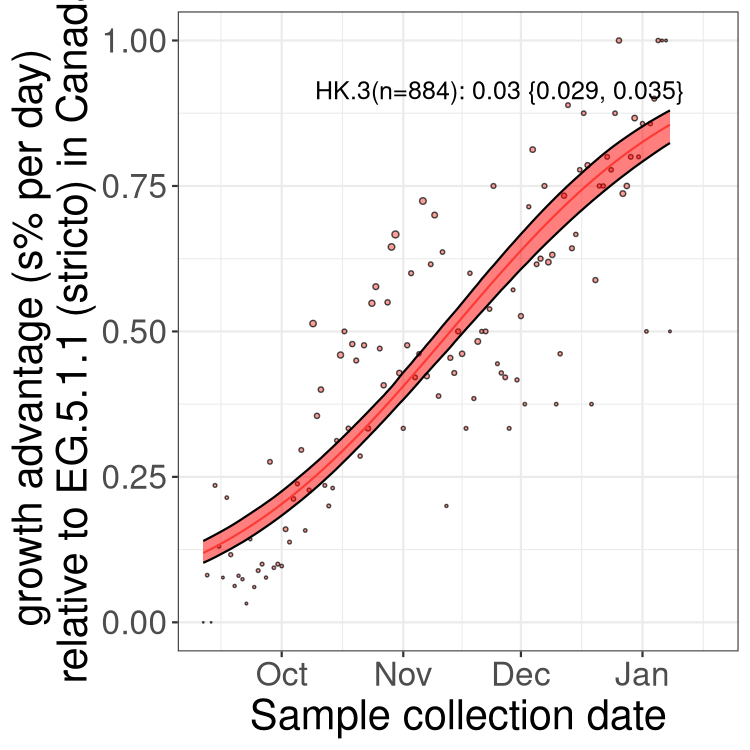 growth advantage (s% per day)
relative to EG.5.1.1 (stricto) in Canada
1.00
0.75
0.50
0.25
0.00
HK.3(n=884): 0.03 {0.029, 0.035}
Oct
Nov
Dec
Jan
Sample collection date